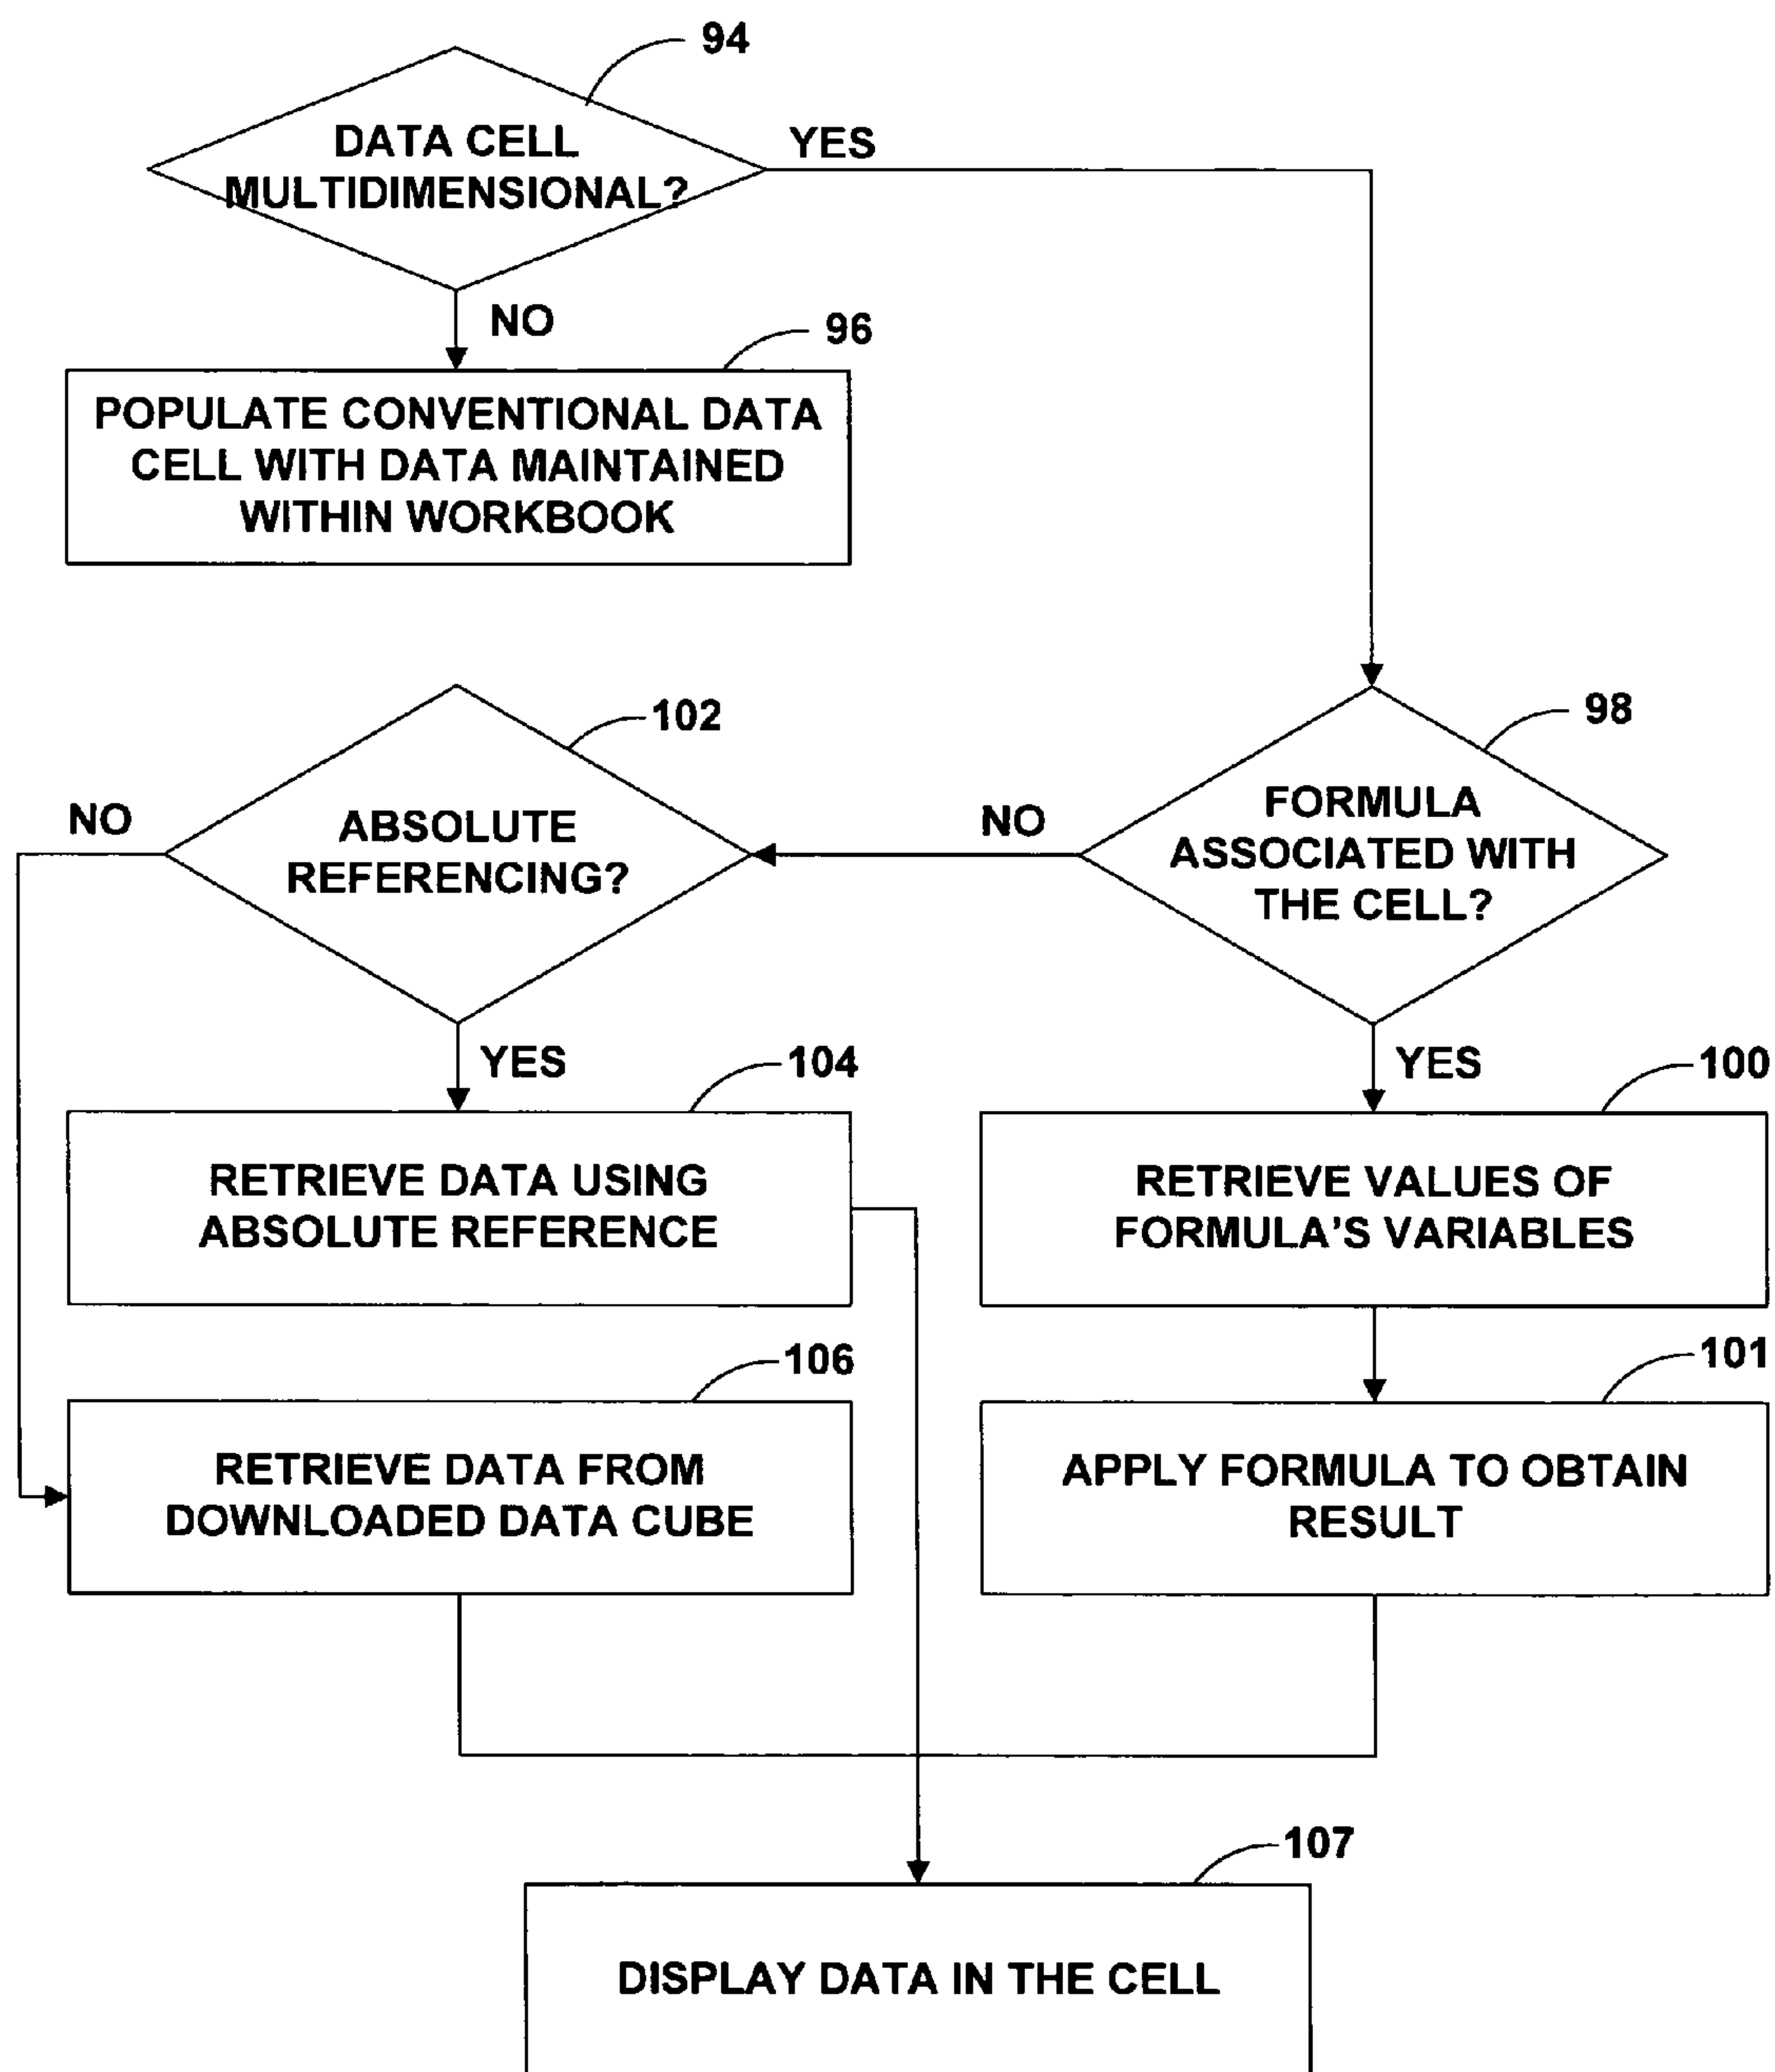 94
DATA CELL
MULTIDIMENSIONAL?
YES
NO
96
POPULATE CONVENTIONAL DATA
CELL WITH DATA MAINTAINED
WITHIN WORKBOOK
102
98
NO
ABSOLUTE
REFERENCING?
NO
FORMULA
ASSOCIATED WITH
THE CELL?
YES
104
YES
100
RETRIEVE DATA USING
ABSOLUTE REFERENCE
RETRIEVE VALUES OF
FORMULA'S VARIABLES
106
101
RETRIEVE DATA FROM
DOWNLOADED DATA CUBE
APPLY FORMULA TO OBTAIN
RESULT
107
DISPLAY DATA IN THE CELL